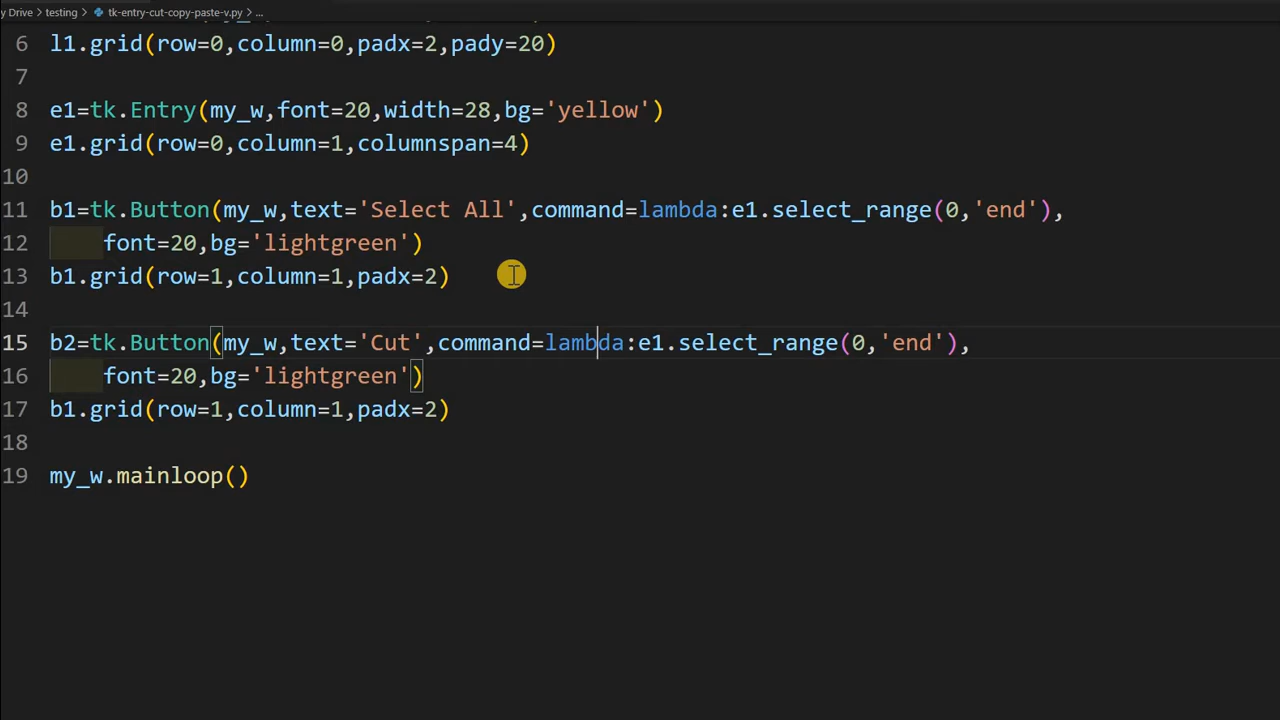 y Drive > testing > tk-entry-cut-copy-paste-v.py > ...
6 l1.grid(row=0,column=0,padx=2,pady=20)
7
8 e1=tk.Entry(my_w,font=20,width=28,bg='yellow')
9 e1.grid(row=0,column=1,columnspan=4)
10
11 b1=tk.Button(my_w,text='Select All',command=lambda:e1.select_range(0,'end'),
12     font=20,bg='lightgreen')
13 b1.grid(row=1,column=1,padx=2)
14
15 b2=tk.Button(my_w,text='Cut',command=lambda:e1.select_range(0,'end'),
16     font=20,bg='lightgreen')
17 b1.grid(row=1,column=1,padx=2)
18
19 my_w.mainloop()